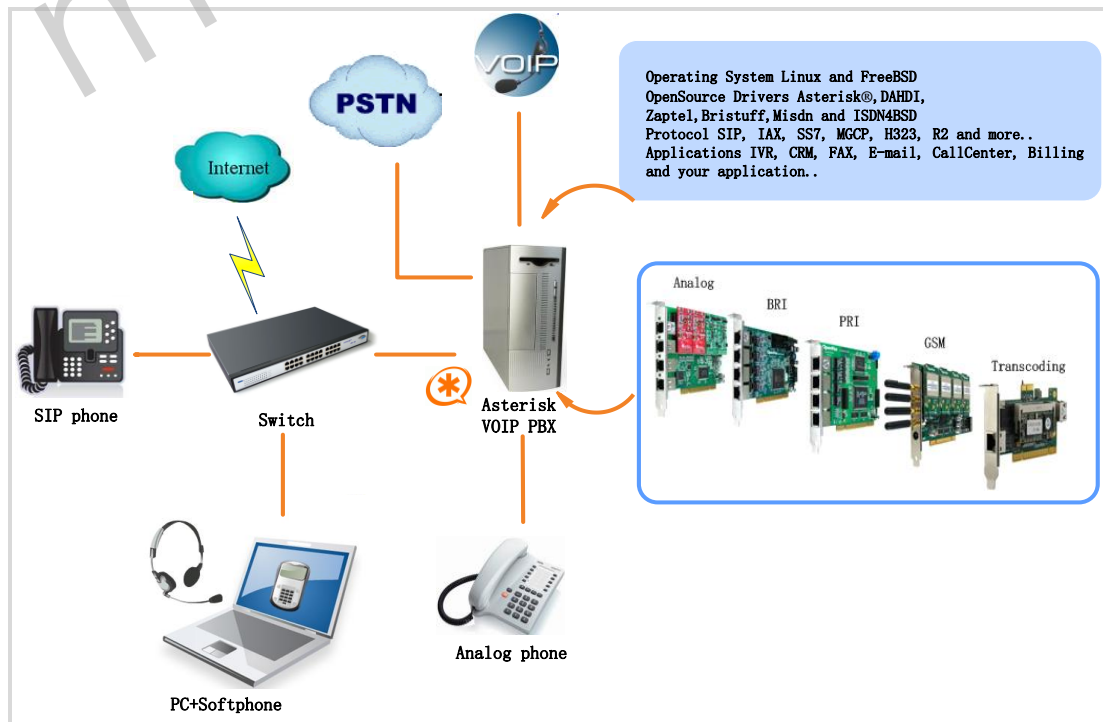 VOIP
PSTN
Internet
Operating System Linux and FreeBSD
OpenSource Drivers Asterisk®,DAHDI,
Zaptel,Bristuff,Misdn and ISDN4BSD
Protocol SIP, IAX, SS7, MGCP, H323, R2 and more..
Applications IVR, CRM, FAX, E-mail, CallCenter, Billing
and your application..
Analog
BRI
PRI
GSM
Transcoding
SIP phone
Switch
Asterisk
VOIP PBX
Analog phone
PC+Softphone